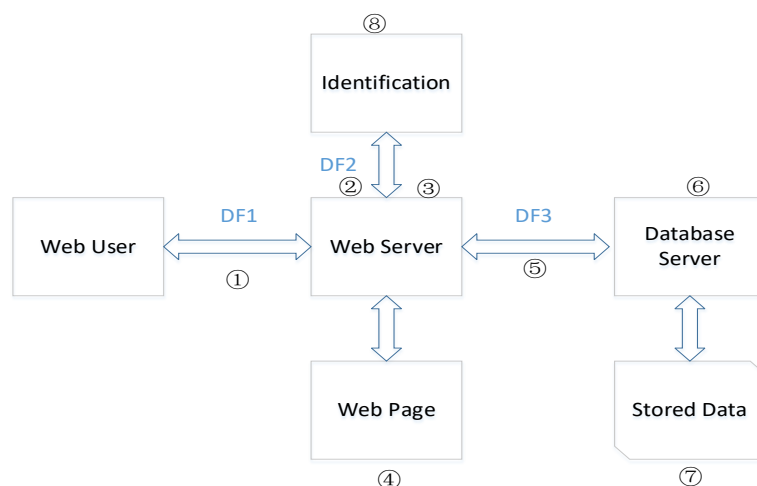 ⑧
Identification
DF2
② ③ ⑥
DF1 DF3
Web User Web Server Database
Server
① ⑤
Web Page Stored Data
④ ⑦